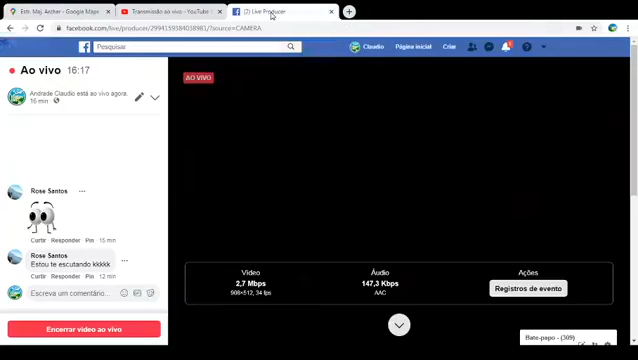 Estr. Maj. Archer - Google Maps
Transmissão ao vivo - YouTube
(2) Live Producer
facebook.com/live/producer/2994159384038981/?source=CAMERA
Pesquisar
Claudio
Página inicial
Criar
Ao vivo 16:17
AO VIVO
Andrade Claudio está ao vivo agora.
16 min
Rose Santos
Curtir Responder Pin 15 min
Rose Santos
Estou te escutando kkkkk
Curtir Responder Pin 12 min
Escreva um comentário...
Encerrar vídeo ao vivo
Vídeo
2,7 Mbps
908×512, 34 fps
Áudio
147,3 Kbps
AAC
Ações
Registros de evento
Bate-papo - (309)